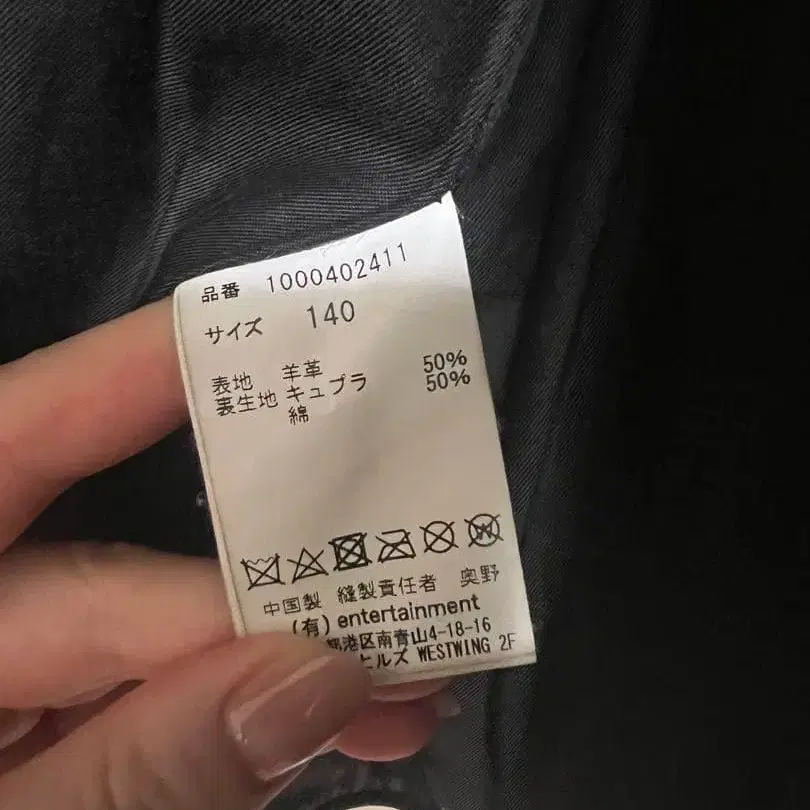 品番 1000402411
サイズ 140
表地 羊革
裏生地 キュプラ 50%
綿 50%
中国製 縫製責任者 奥野
(有) entertainment
港区南青山4-18-16
ヒルズ WESTWING 2F